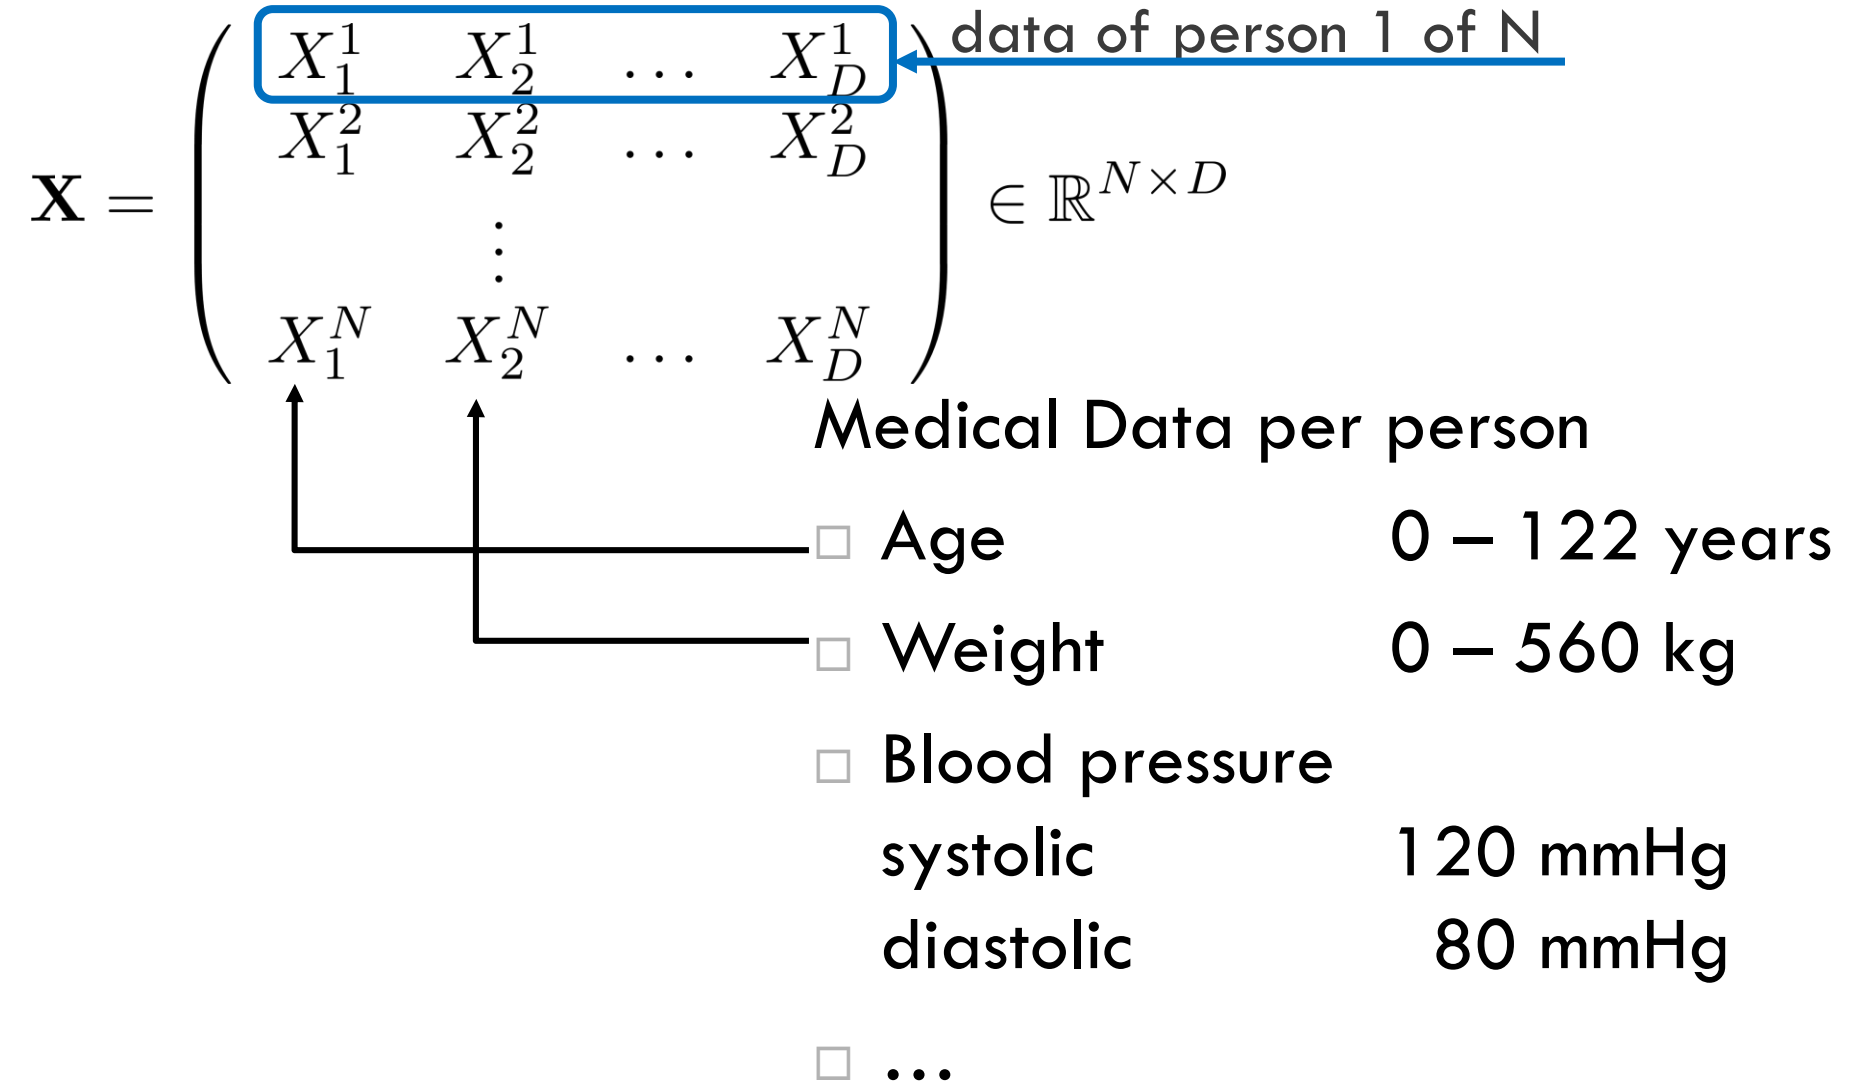 data of person 1 of N
X = ( X_1^1 X_2^1 … X_D^1
X_1^2 X_2^2 … X_D^2
⋮
X_1^N X_2^N … X_D^N ) ∈ ℝ^{N×D}
Medical Data per person
□ Age 0 – 122 years
□ Weight 0 – 560 kg
□ Blood pressure
systolic 120 mmHg
diastolic 80 mmHg
□ …